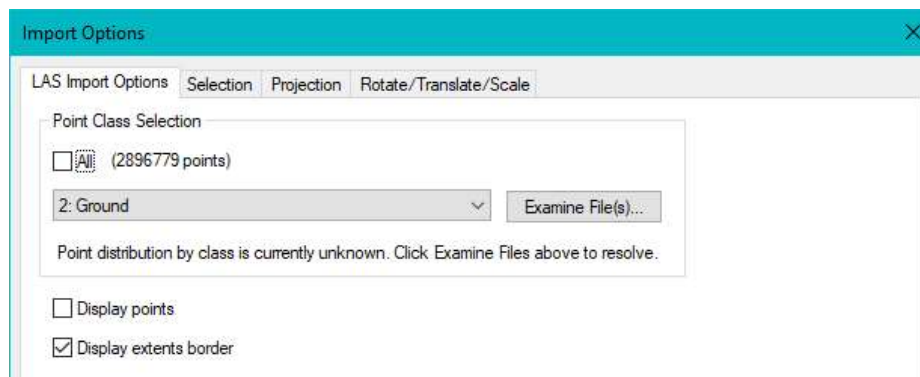 Import Options
LAS Import Options Selection Projection Rotate/Translate/Scale
Point Class Selection
All (2896779 points)
2: Ground Examine File(s)...
Point distribution by class is currently unknown. Click Examine Files above to resolve.
Display points
Display extents border